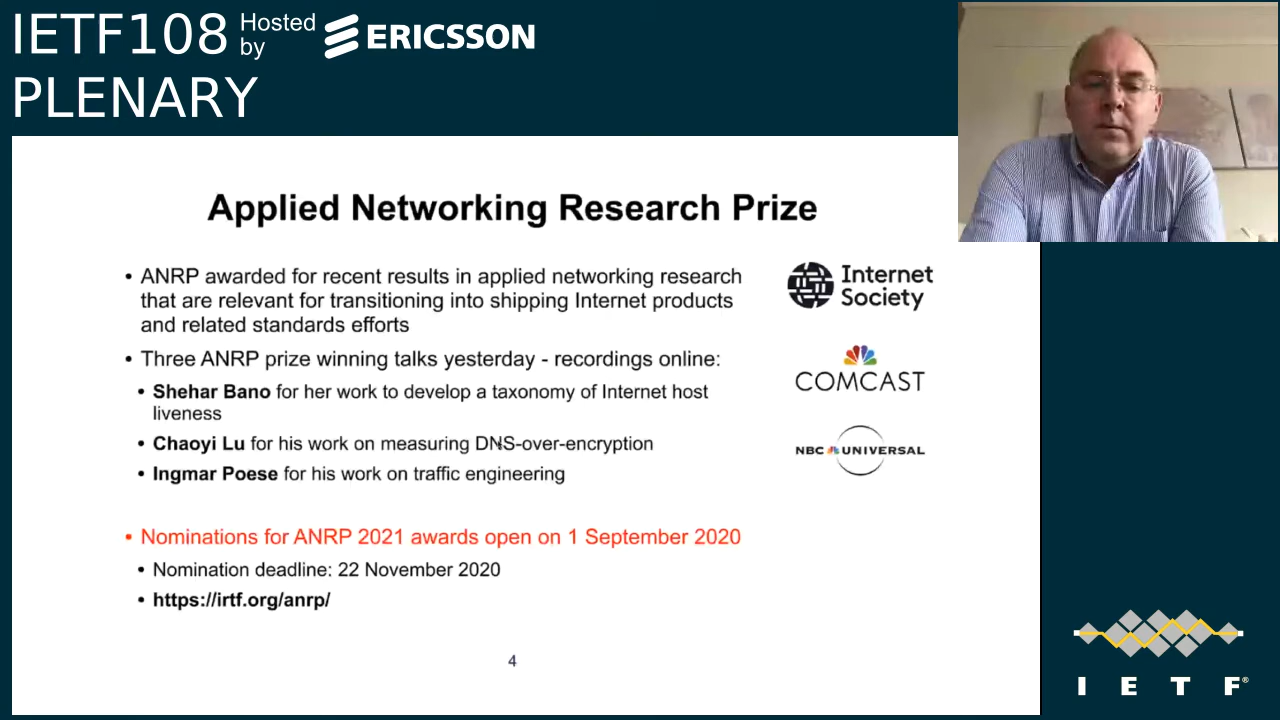 IETF108 Hosted by ERICSSON
PLENARY
Applied Networking Research Prize
• ANRP awarded for recent results in applied networking research
that are relevant for transitioning into shipping Internet products
and related standards efforts
• Three ANRP prize winning talks yesterday - recordings online:
• Shehar Bano for her work to develop a taxonomy of Internet host
liveness
• Chaoyi Lu for his work on measuring DNS-over-encryption
• Ingmar Poese for his work on traffic engineering
• Nominations for ANRP 2021 awards open on 1 September 2020
• Nomination deadline: 22 November 2020
• https://irtf.org/anrp/
Internet
Society
COMCAST
NBC UNIVERSAL
4
IETF®